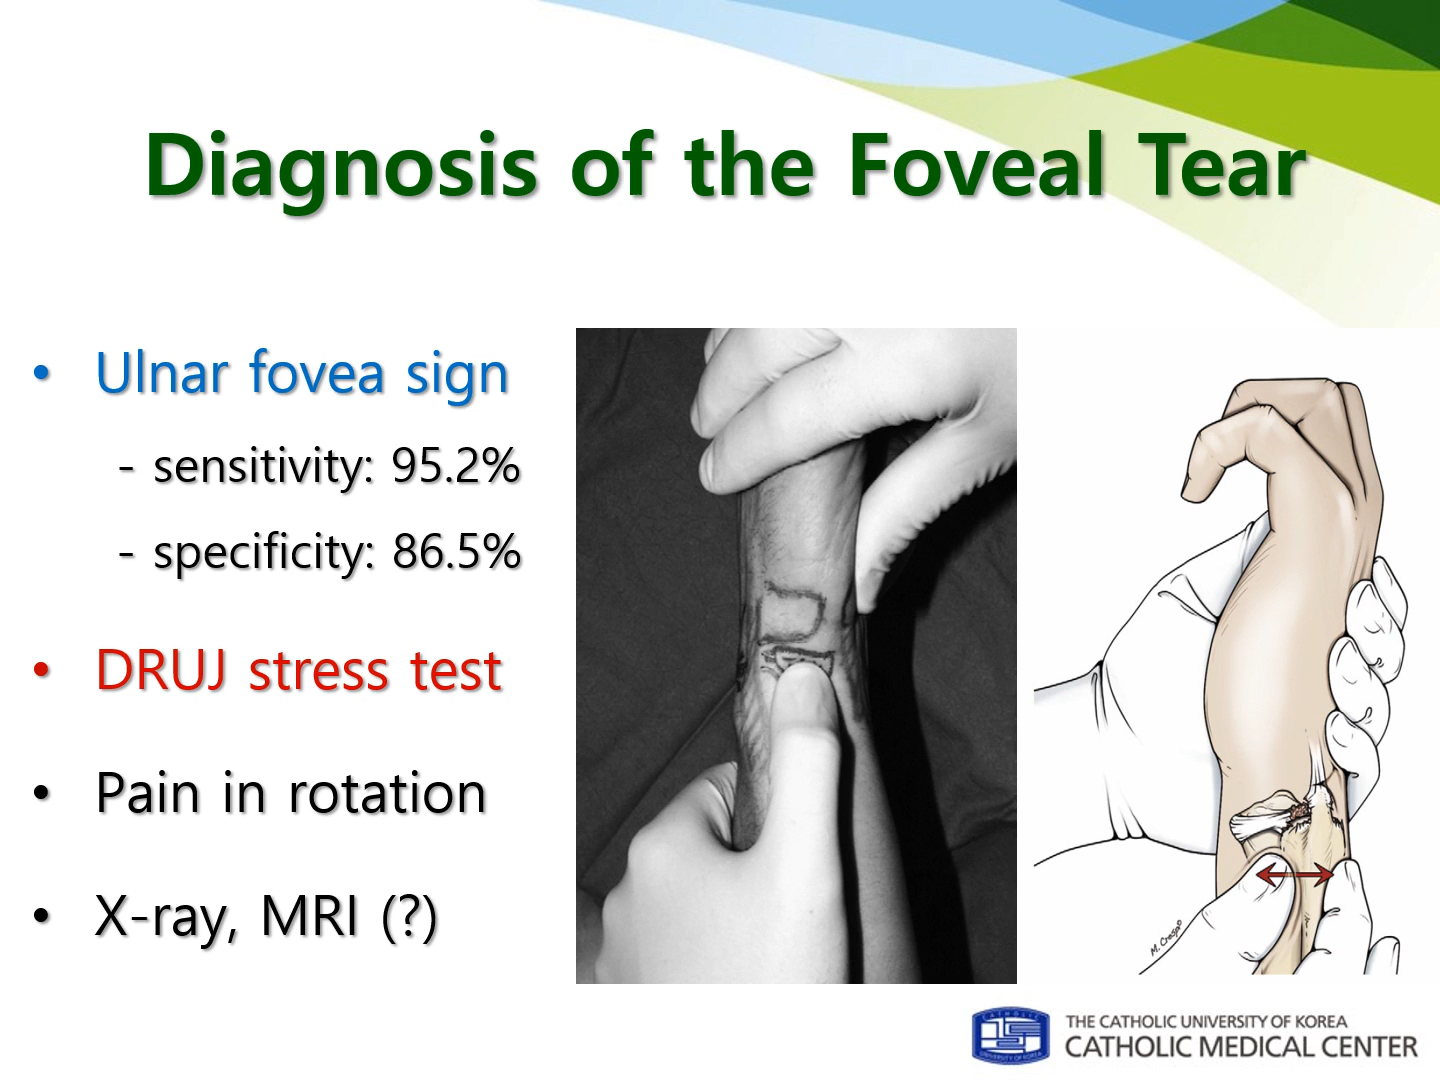 Diagnosis of the Foveal Tear
• Ulnar fovea sign
- sensitivity: 95.2%
- specificity: 86.5%
• DRUJ stress test
• Pain in rotation
• X-ray, MRI (?)
M. Crespi
THE CATHOLIC UNIVERSITY OF KOREA
CATHOLIC MEDICAL CENTER